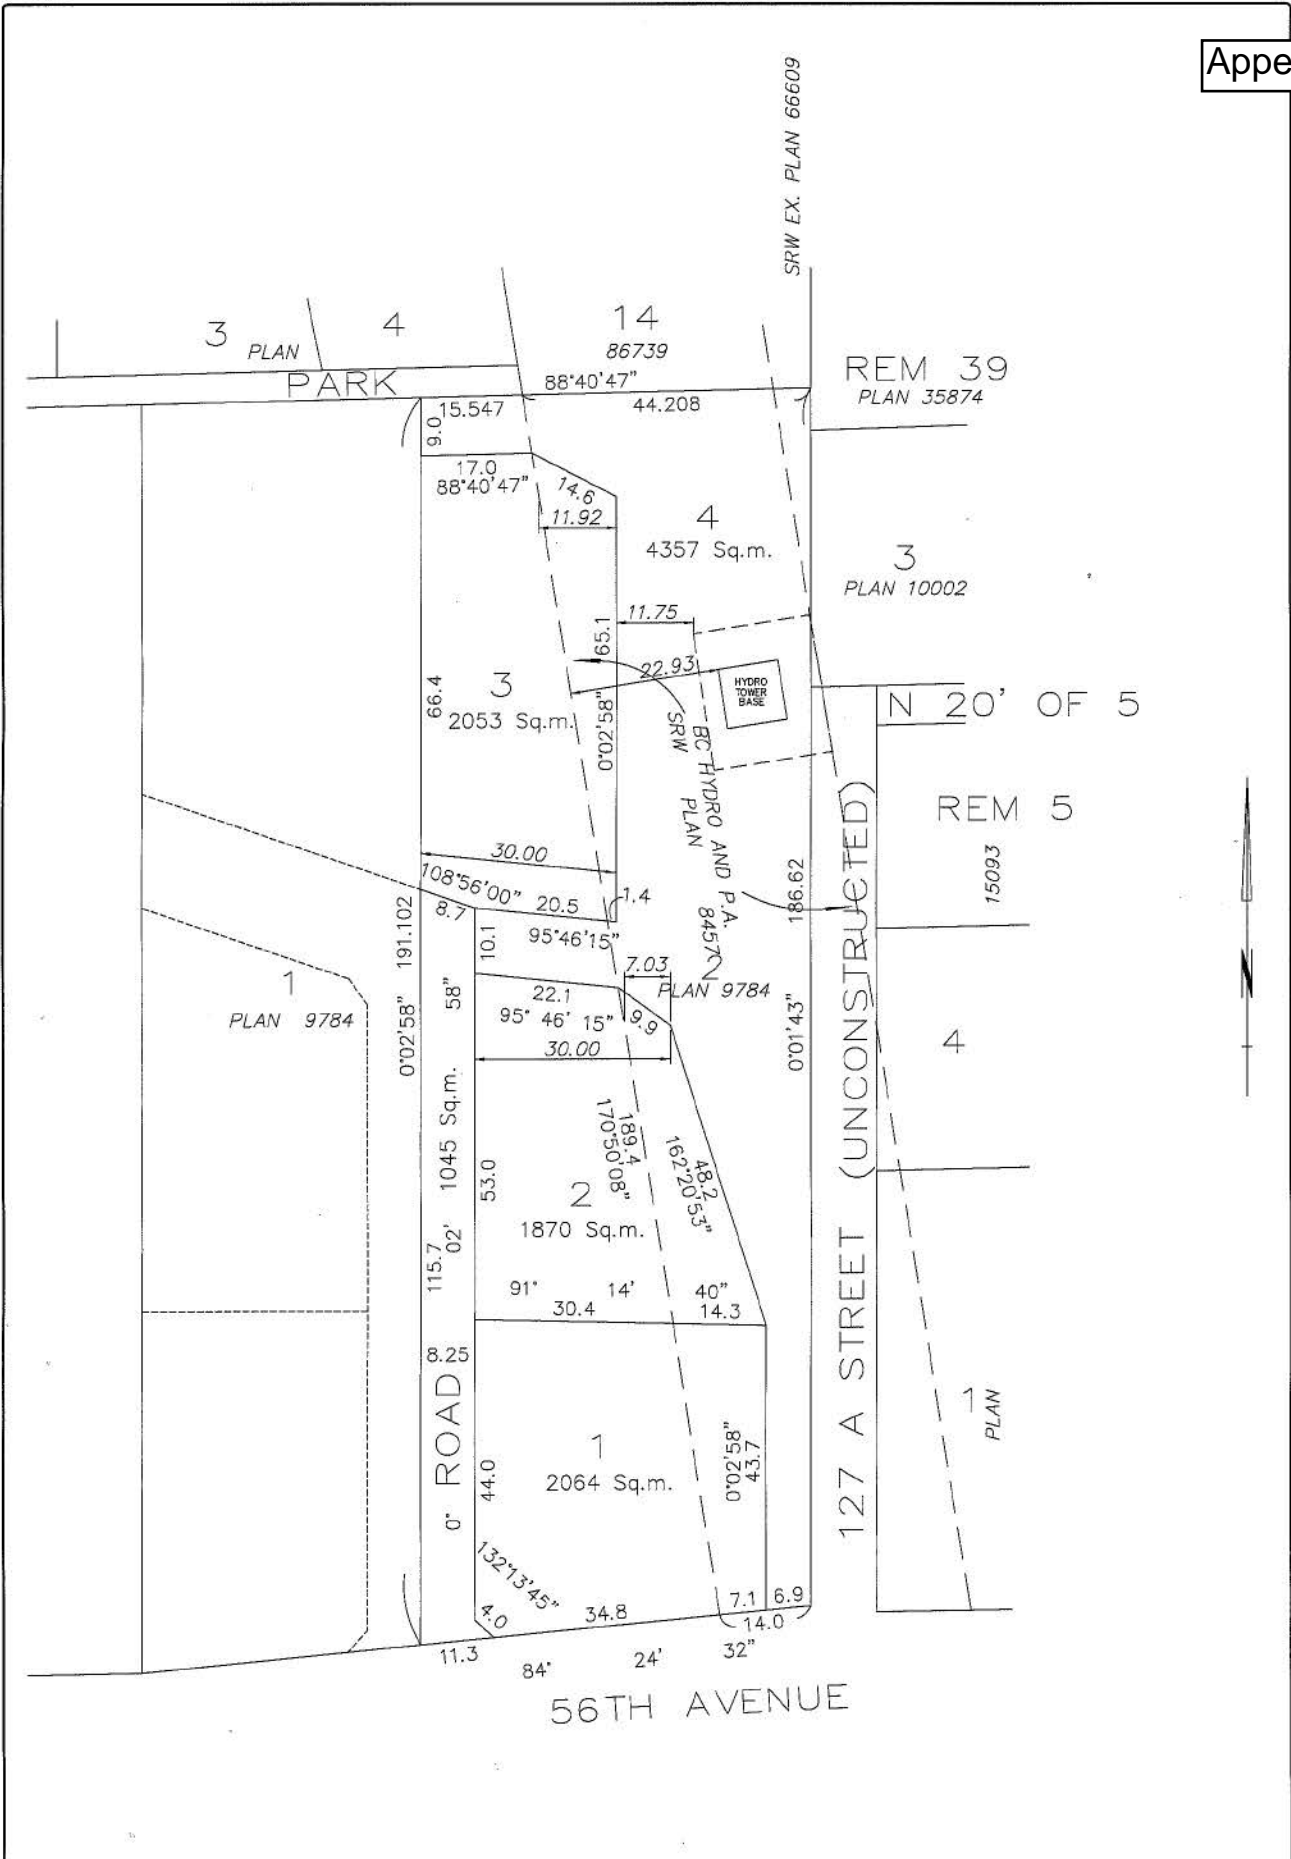 Appe
SRW EX. PLAN 66609
3
PLAN
4
14
86739
PARK
88°40'47"
REM 39
PLAN 35874
15.547
44.208
9.0
17.0
88°40'47"
14.6
11.92
4
4357 Sq.m.
3
PLAN 10002
11.75
65.1
22.93
HYDRO
TOWER
BASE
3
2053 Sq.m.
66.4
0°02'58"
SRW
BC HYDRO AND P.A.
PLAN
84572
N 20' OF 5
REM 5
15093
30.00
108°56'00"
8.7
20.5
1.4
95°46'15"
10.1
191.102
0°02'58"
186.62
0°01'43"
7.03
2
PLAN 9784
1
PLAN 9784
22.1
95° 46' 15"
9.9
30.00
58"
1045 Sq.m.
02'
0°
115.7
53.0
189.4
170°50'08"
48.2
162°20'53"
2
1870 Sq.m.
91° 14' 40"
30.4
14.3
4
127 A STREET (UNCONSTRUCTED)
8.25
ROAD
44.0
1
2064 Sq.m.
0°02'58"
43.7
1
PLAN
132°13'45"
4.0
34.8
7.1
6.9
14.0
11.3
84° 24' 32"
56TH AVENUE
N